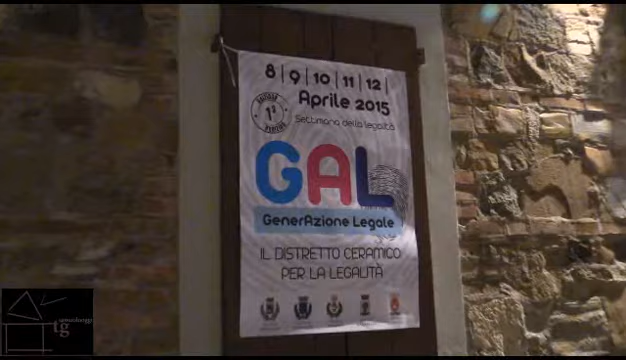 8 | 9 | 10 | 11 | 12 |
Aprile 2015
1ª
Settimana della legalità
GAL
GenerAzione Legale
IL DISTRETTO CERAMICO
PER LA LEGALITÀ
tg